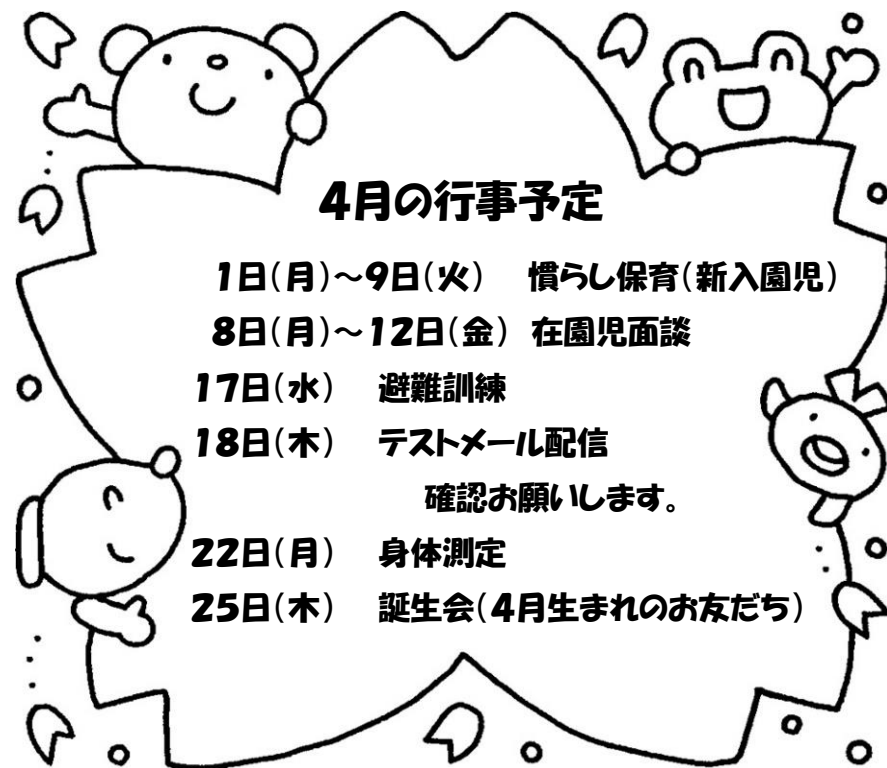 4月の行事予定
1日(月)～9日(火)　慣らし保育(新入園児)
8日(月)～12日(金)　在園児面談
17日(水)　避難訓練
18日(木)　テストメール配信
確認お願いします。
22日(月)　身体測定
25日(木)　誕生会(4月生まれのお友だち)